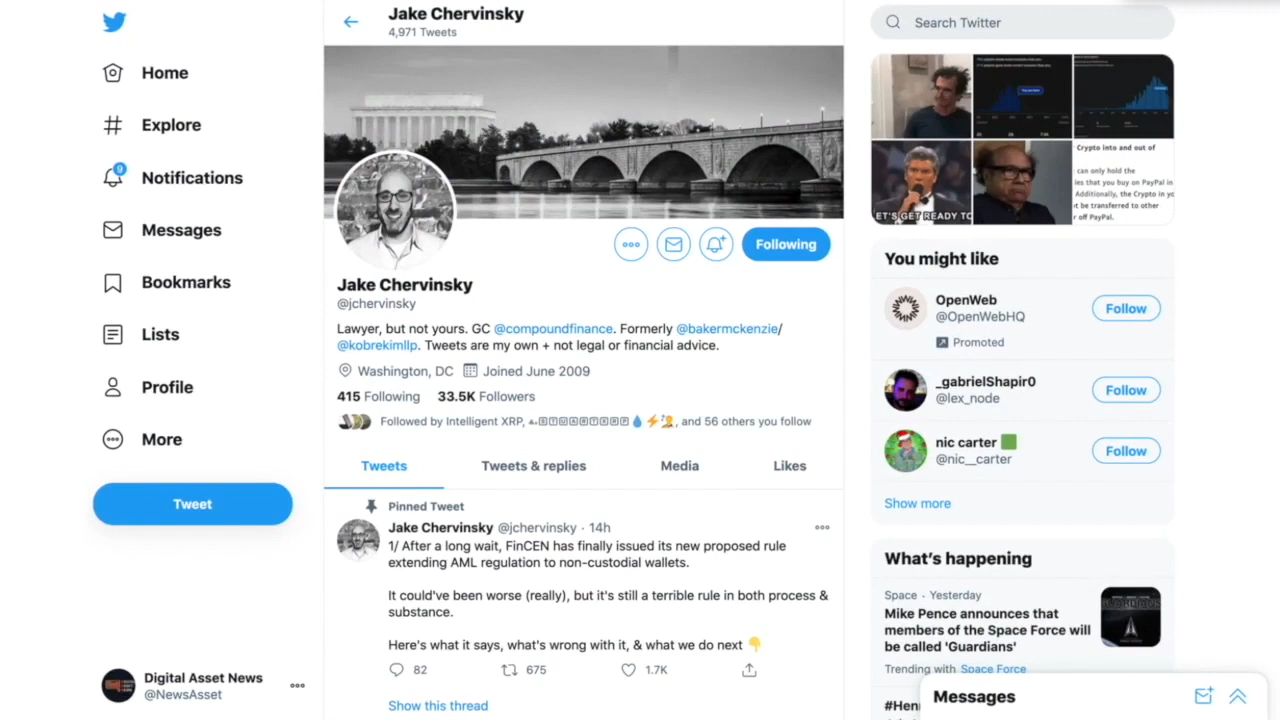 Home
Explore
9
Notifications
Messages
Bookmarks
Lists
Profile
More
Tweet
Digital Asset News
@NewsAsset
Jake Chervinsky
4,971 Tweets
Following
Jake Chervinsky
@jchervinsky
Lawyer, but not yours. GC @compoundfinance. Formerly @bakermckenzie/
@kobrekimllp. Tweets are my own + not legal or financial advice.
Washington, DC Joined June 2009
415 Following 33.5K Followers
Followed by Intelligent XRP, and 56 others you follow
Tweets Tweets & replies Media Likes
Pinned Tweet
Jake Chervinsky @jchervinsky · 14h
1/ After a long wait, FinCEN has finally issued its new proposed rule
extending AML regulation to non-custodial wallets.
It could've been worse (really), but it's still a terrible rule in both process &
substance.
Here's what it says, what's wrong with it, & what we do next 👇
82 675 1.7K
Show this thread
Search Twitter
LET'S GET READY TO
Crypto into and out of
can only hold the
ies that you buy on PayPal in
Additionally, the Crypto in yo
t be transferred to other
r off PayPal.
You might like
OpenWeb
@OpenWebHQ
Promoted
Follow
_gabrielShapir0
@lex_node
Follow
nic carter 🟩
@nic__carter
Follow
Show more
What's happening
Space · Yesterday
Mike Pence announces that
members of the Space Force will
be called 'Guardians'
Trending with Space Force
GUARDIANS
Messages